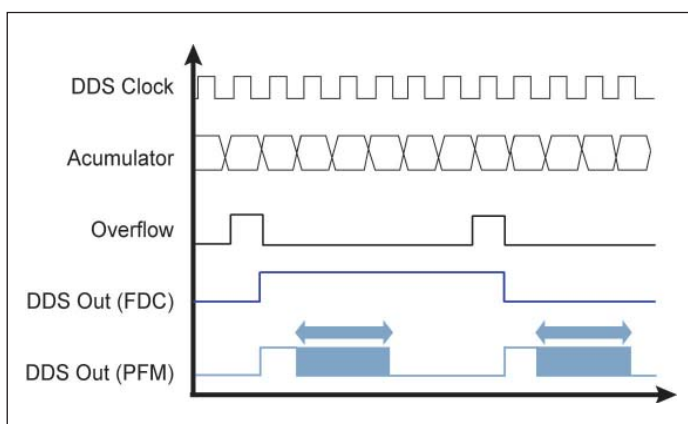 DDS Clock
Acumulator
Overflow
DDS Out (FDC)
DDS Out (PFM)